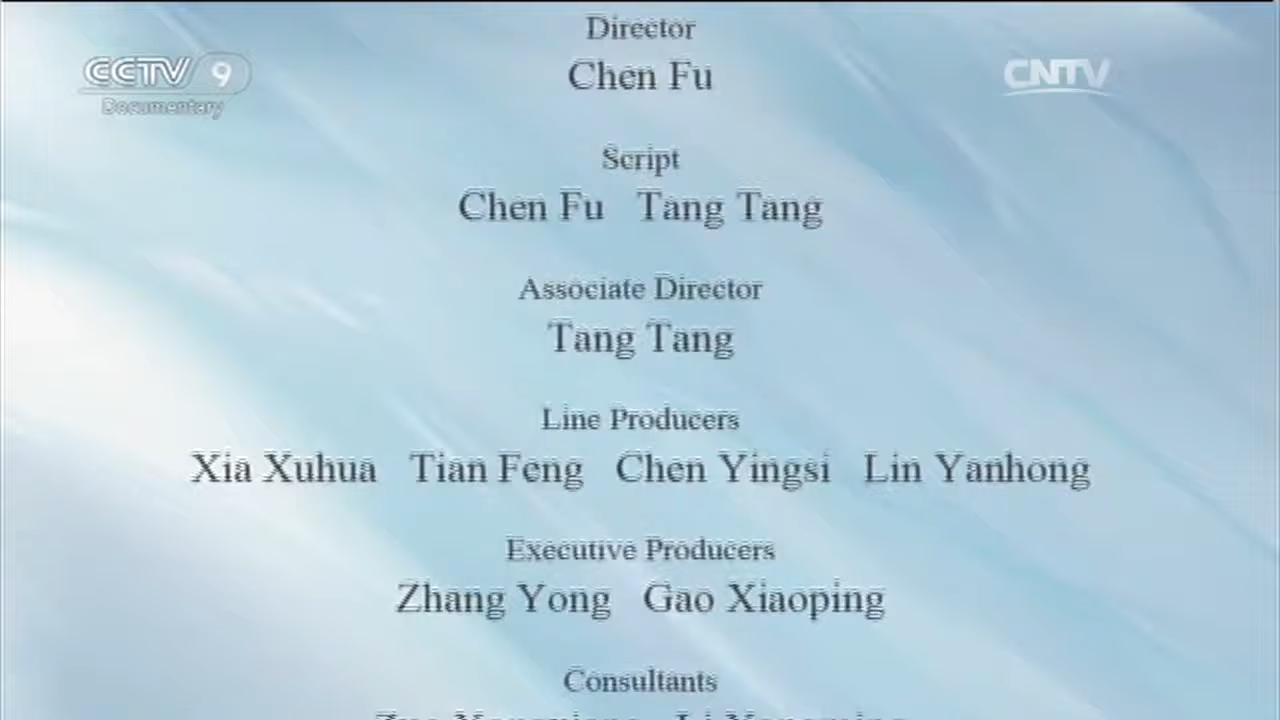 Director
CCTV 9
Documentary
CNTV
Chen Fu
Script
Chen Fu Tang Tang
Associate Director
Tang Tang
Line Producers
Xia Xuhua Tian Feng Chen Yingsi Lin Yanhong
Executive Producers
Zhang Yong Gao Xiaoping
Consultants